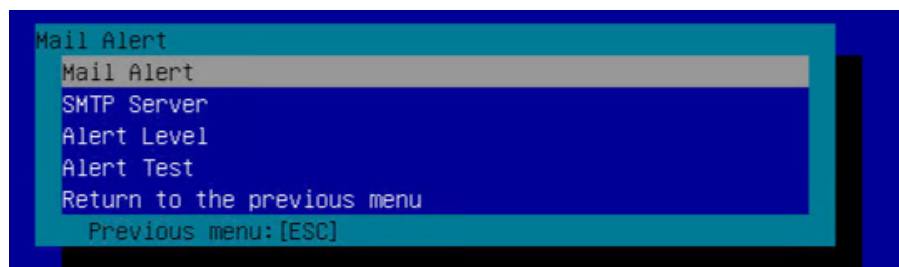 Mail Alert
Mail Alert
SMTP Server
Alert Level
Alert Test
Return to the previous menu
Previous menu:[ESC]